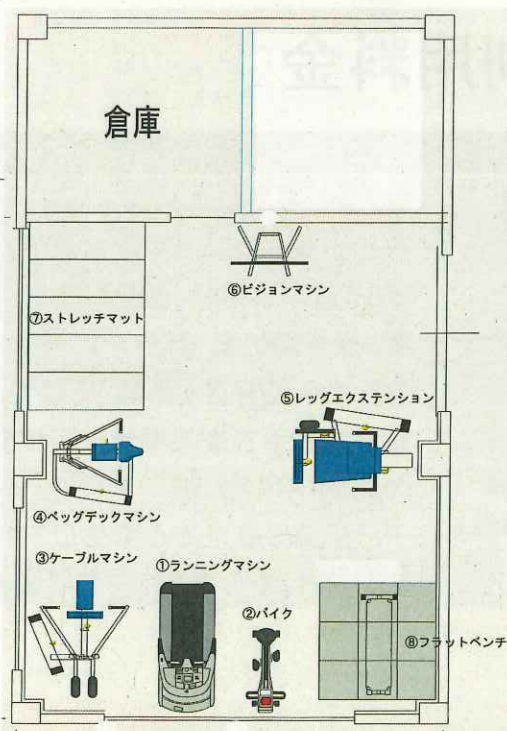 倉庫
⑥ビジョンマシン
⑦ストレッチマット
⑤レッグエクステンション
④ペッグデックマシン
③ケーブルマシン
①ランニングマシン
②バイク
⑧フラットベンチ